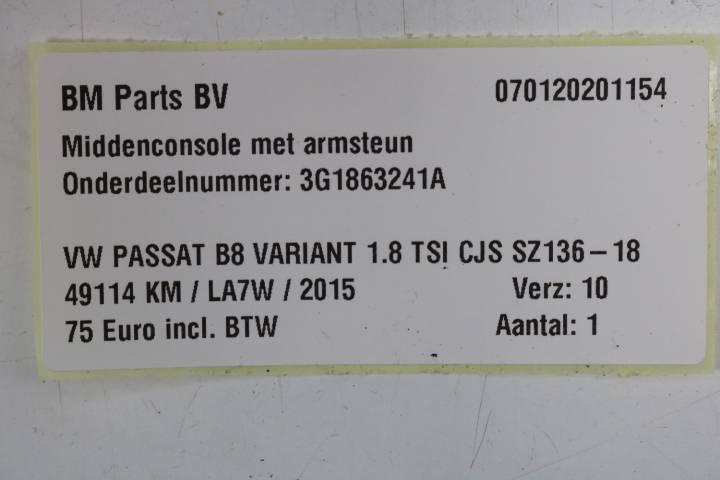 BM Parts BV 070120201154
Middenconsole met armsteun
Onderdeelnummer: 3G1863241A
VW PASSAT B8 VARIANT 1.8 TSI CJS SZ136-18
49114 KM / LA7W / 2015 Verz: 10
75 Euro incl. BTW Aantal: 1